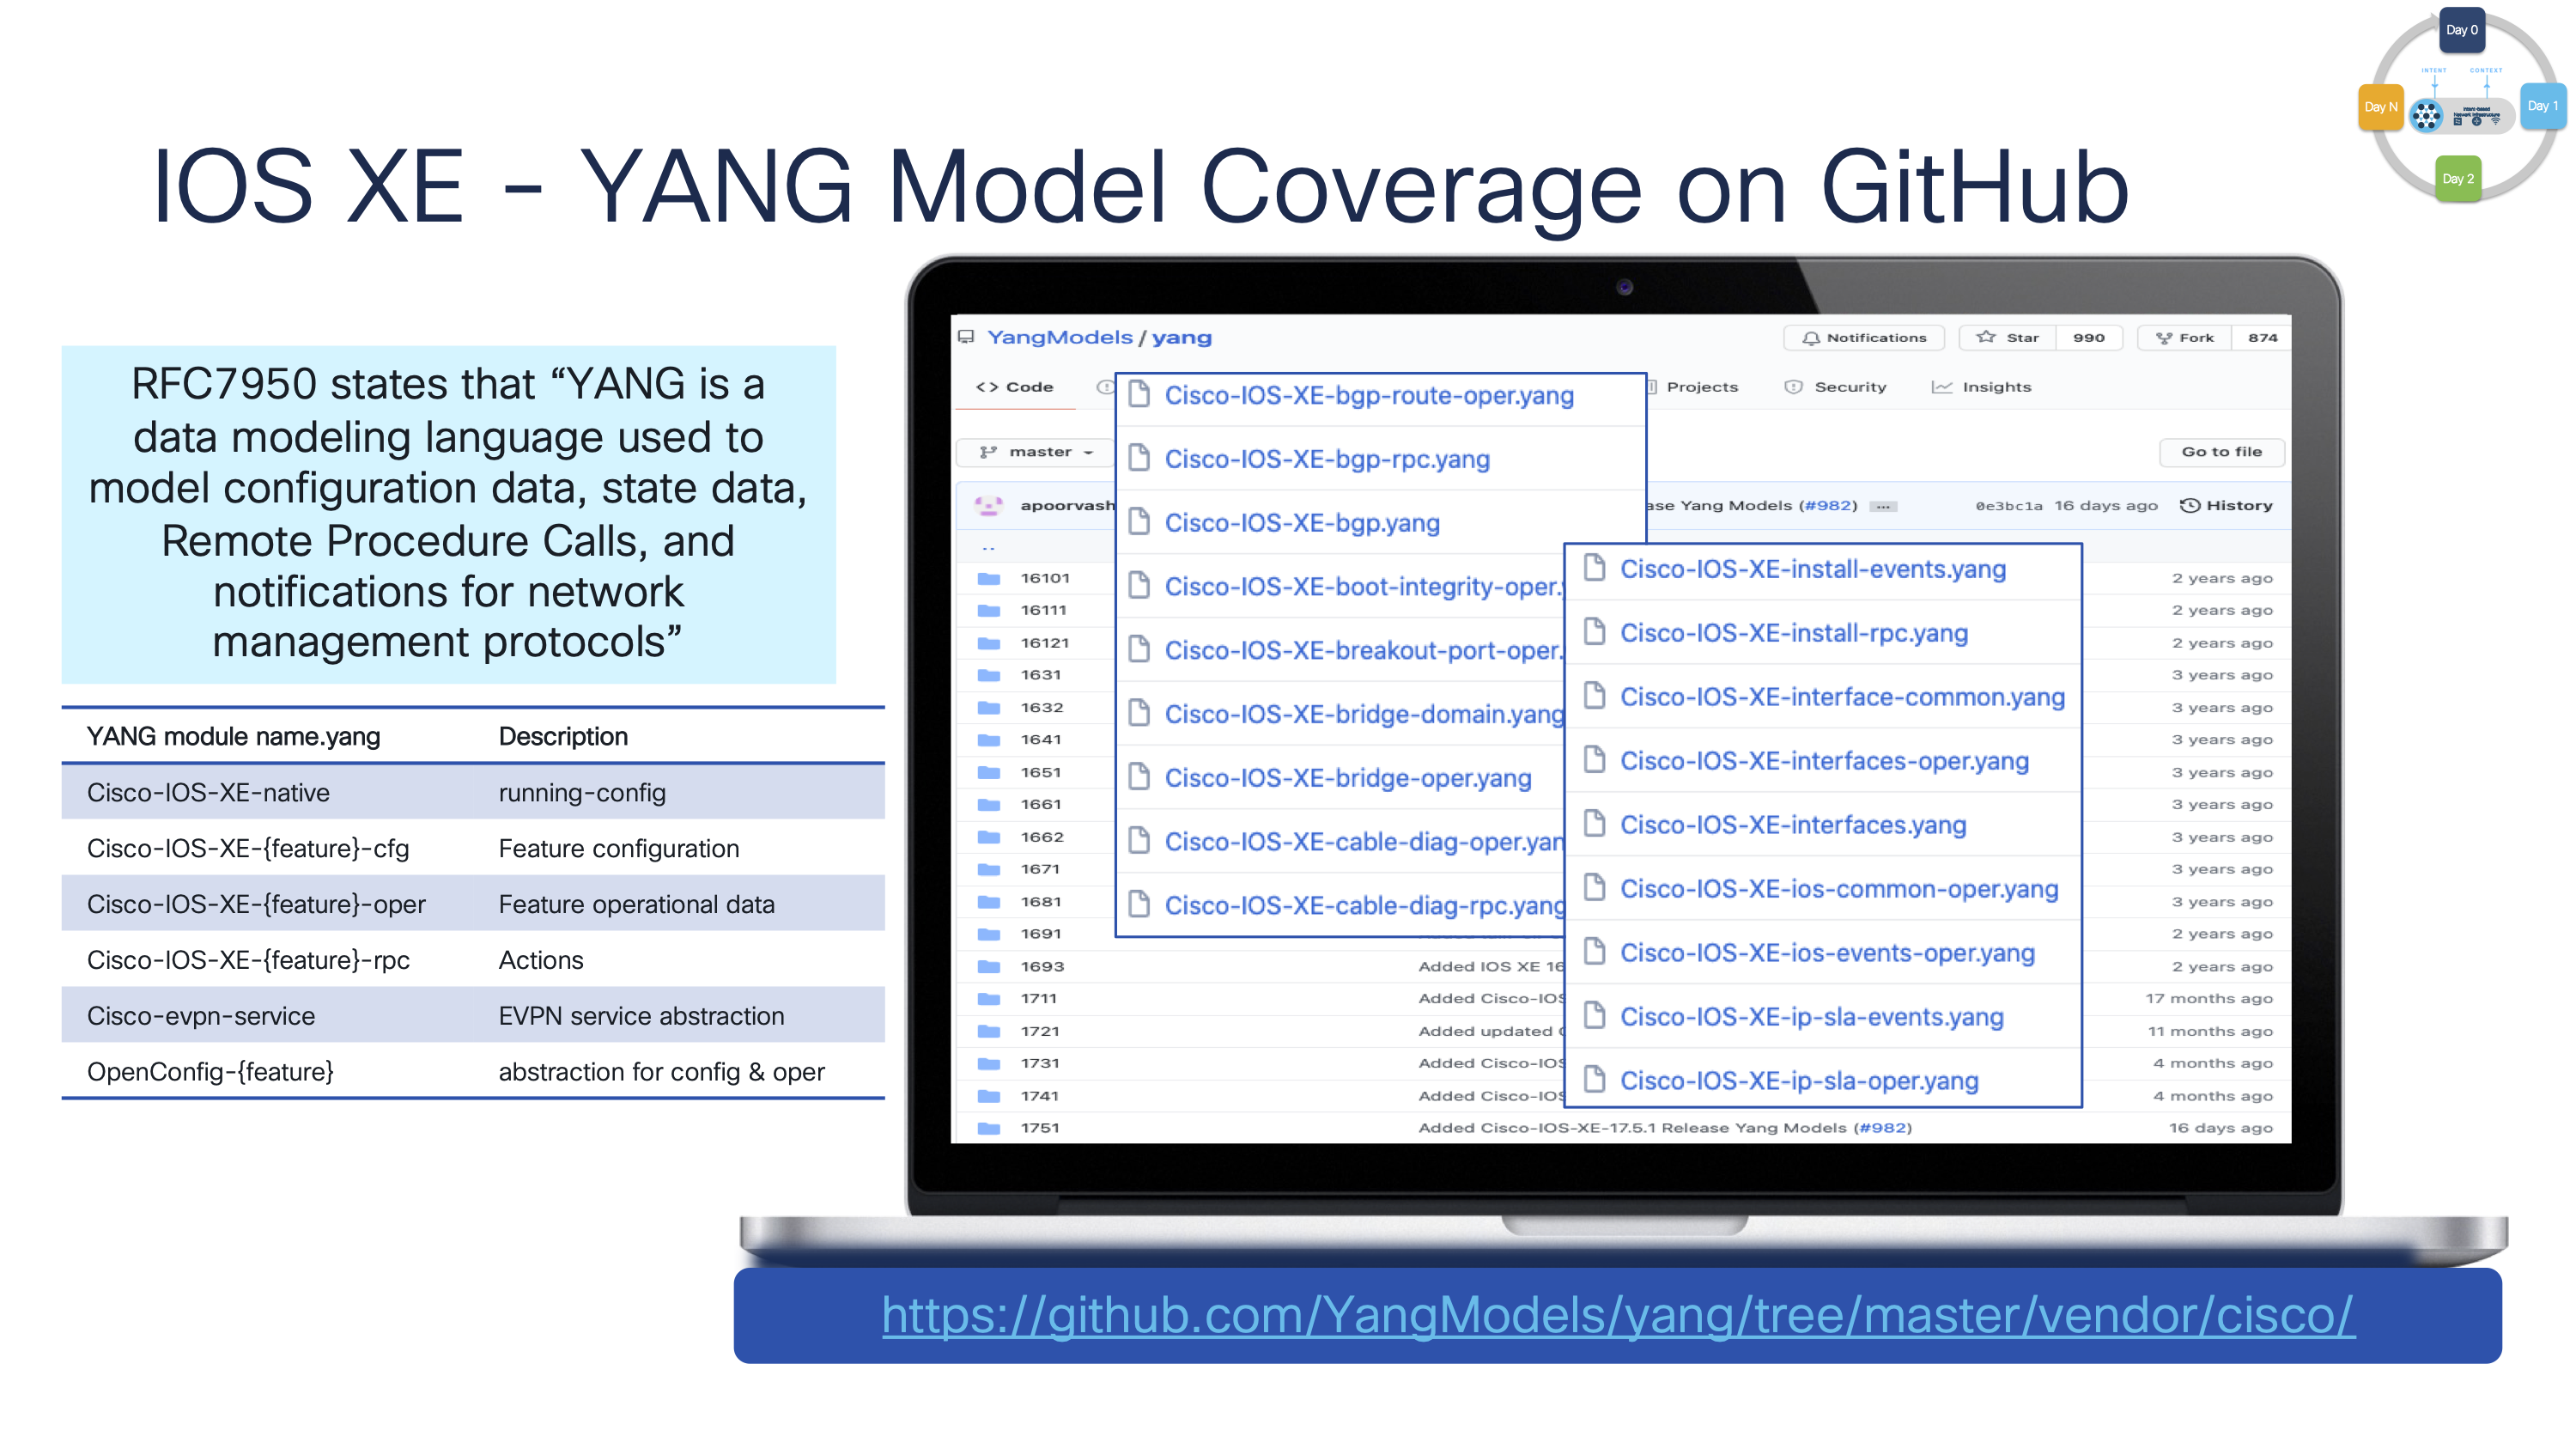 Day 0
INTENT
CONTEXT
Day N
Day 1
Intent-based
Network Infrastructure
Day 2
IOS XE - YANG Model Coverage on GitHub
RFC7950 states that “YANG is a
data modeling language used to
model configuration data, state data,
Remote Procedure Calls, and
notifications for network
management protocols”
YANG module name.yang Description
Cisco-IOS-XE-native running-config
Cisco-IOS-XE-{feature}-cfg Feature configuration
Cisco-IOS-XE-{feature}-oper Feature operational data
Cisco-IOS-XE-{feature}-rpc Actions
Cisco-evpn-service EVPN service abstraction
OpenConfig-{feature} abstraction for config & oper
YangModels / yang Notifications Star 990 Fork 874
<> Code Projects Security Insights
master Go to file
apoorvash ase Yang Models (#982) ... 0e3bc1a 16 days ago History
..
16101 2 years ago
16111 2 years ago
16121 2 years ago
1631 3 years ago
1632 3 years ago
1641 3 years ago
1651 3 years ago
1661 3 years ago
1662 3 years ago
1671 3 years ago
1681 3 years ago
1691 2 years ago
1693 Added IOS XE 16 2 years ago
1711 Added Cisco-IOS 17 months ago
1721 Added updated 11 months ago
1731 Added Cisco-IOS 4 months ago
1741 Added Cisco-IOS 4 months ago
1751 Added Cisco-IOS-XE-17.5.1 Release Yang Models (#982) 16 days ago
Cisco-IOS-XE-bgp-route-oper.yang
Cisco-IOS-XE-bgp-rpc.yang
Cisco-IOS-XE-bgp.yang
Cisco-IOS-XE-boot-integrity-oper.
Cisco-IOS-XE-breakout-port-oper.
Cisco-IOS-XE-bridge-domain.yang
Cisco-IOS-XE-bridge-oper.yang
Cisco-IOS-XE-cable-diag-oper.yan
Cisco-IOS-XE-cable-diag-rpc.yang
Cisco-IOS-XE-install-events.yang
Cisco-IOS-XE-install-rpc.yang
Cisco-IOS-XE-interface-common.yang
Cisco-IOS-XE-interfaces-oper.yang
Cisco-IOS-XE-interfaces.yang
Cisco-IOS-XE-ios-common-oper.yang
Cisco-IOS-XE-ios-events-oper.yang
Cisco-IOS-XE-ip-sla-events.yang
Cisco-IOS-XE-ip-sla-oper.yang
https://github.com/YangModels/yang/tree/master/vendor/cisco/